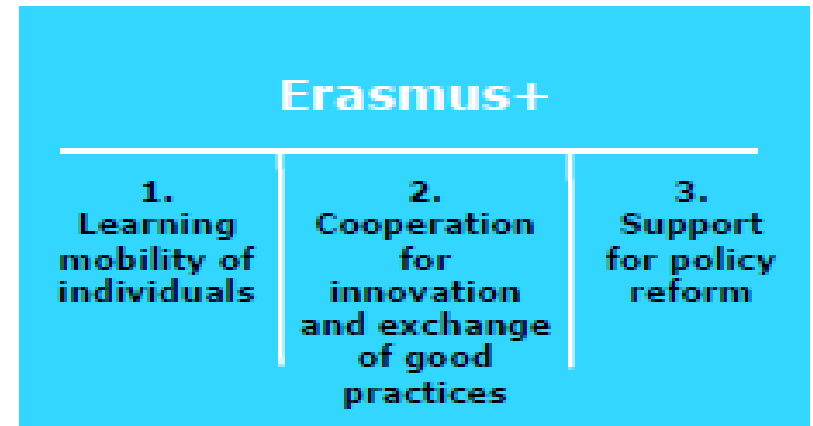 Erasmus+
1.
Learning
mobility of
individuals
2.
Cooperation
for
innovation
and exchange
of good
practices
3.
Support
for policy
reform